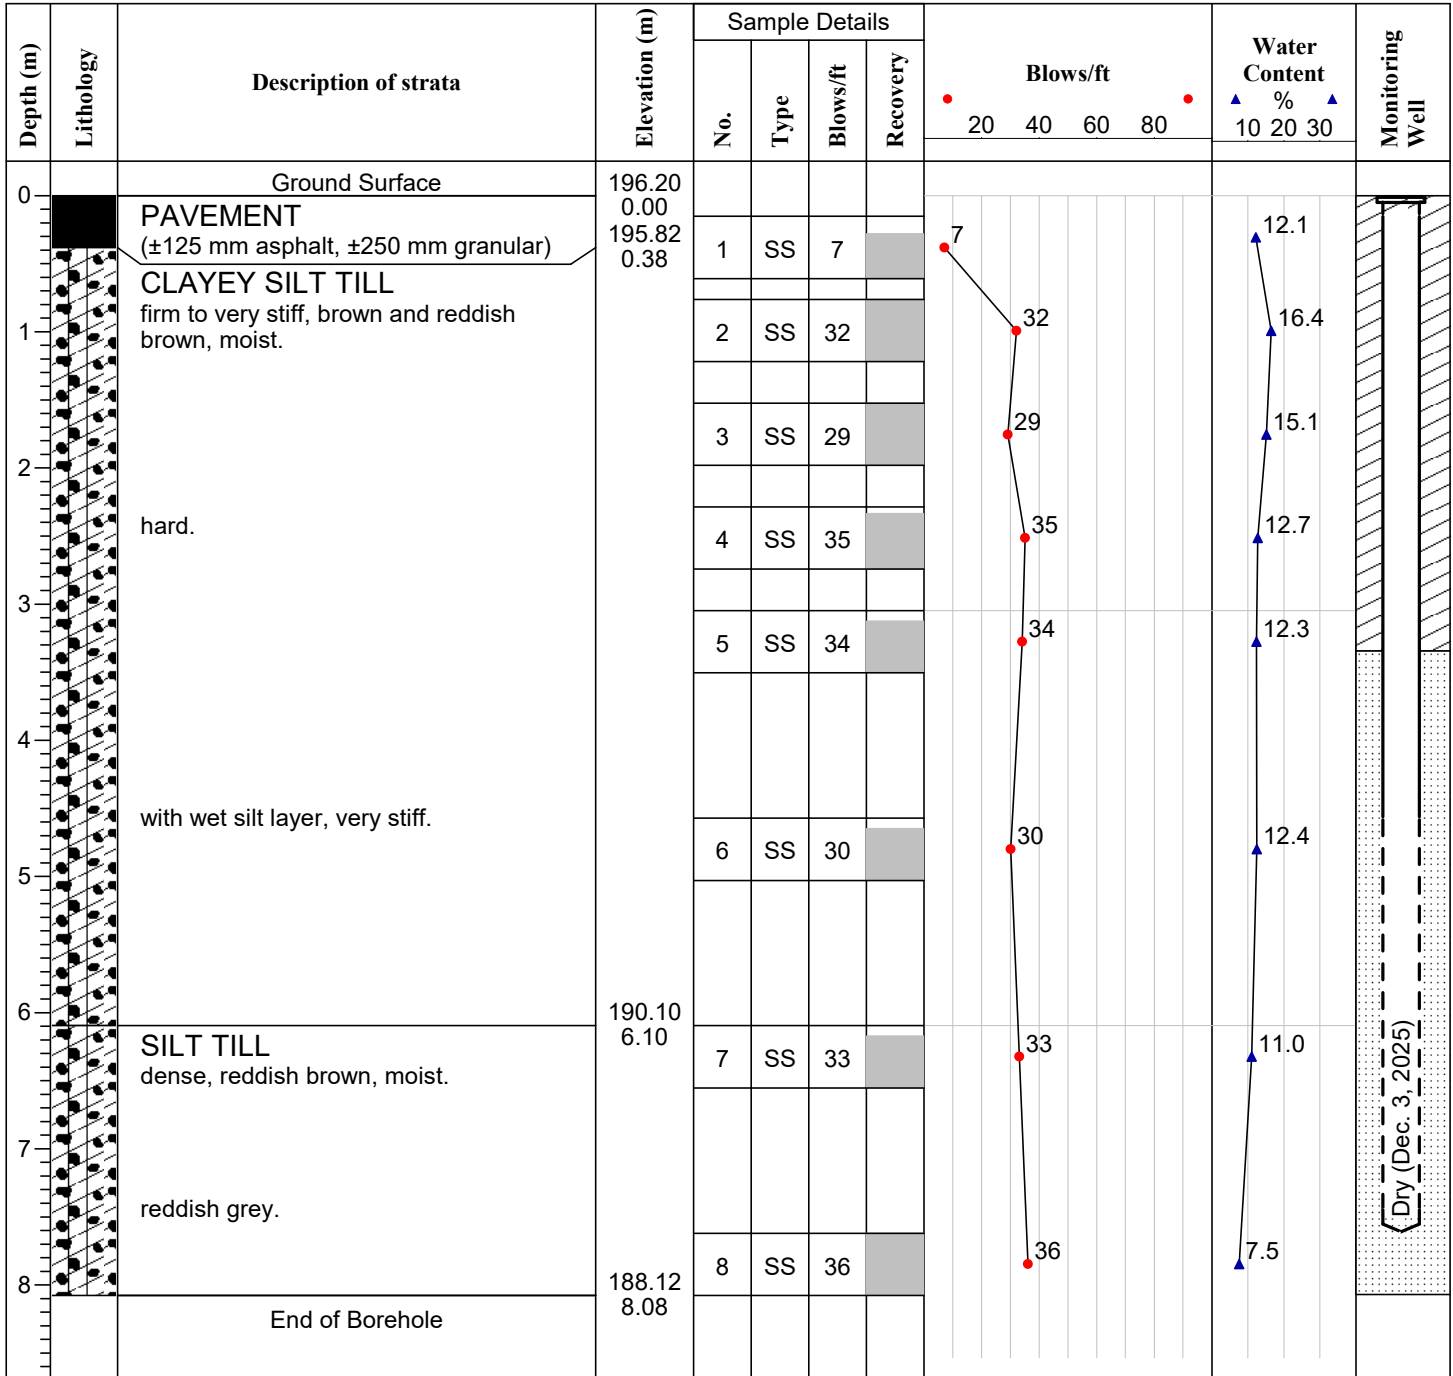 Depth (m)
Lithology
Description of strata
Elevation (m)
Sample Details
No.
Type
Blows/ft
Recovery
Blows/ft
20 40 60 80
Water
Content
%
10 20 30
Monitoring
Well
Ground Surface
196.20
0.00
0
PAVEMENT
(±125 mm asphalt, ±250 mm granular)
195.82
0.38
1 SS 7
7
12.1
CLAYEY SILT TILL
firm to very stiff, brown and reddish
brown, moist.
1
2 SS 32
32
16.4
3 SS 29
29
15.1
2
hard.
4 SS 35
35
12.7
3
5 SS 34
34
12.3
4
with wet silt layer, very stiff.
6 SS 30
30
12.4
5
6
190.10
6.10
SILT TILL
dense, reddish brown, moist.
7 SS 33
33
11.0
7
reddish grey.
Dry (Dec. 3, 2025)
8 SS 36
36
7.5
8
188.12
8.08
End of Borehole